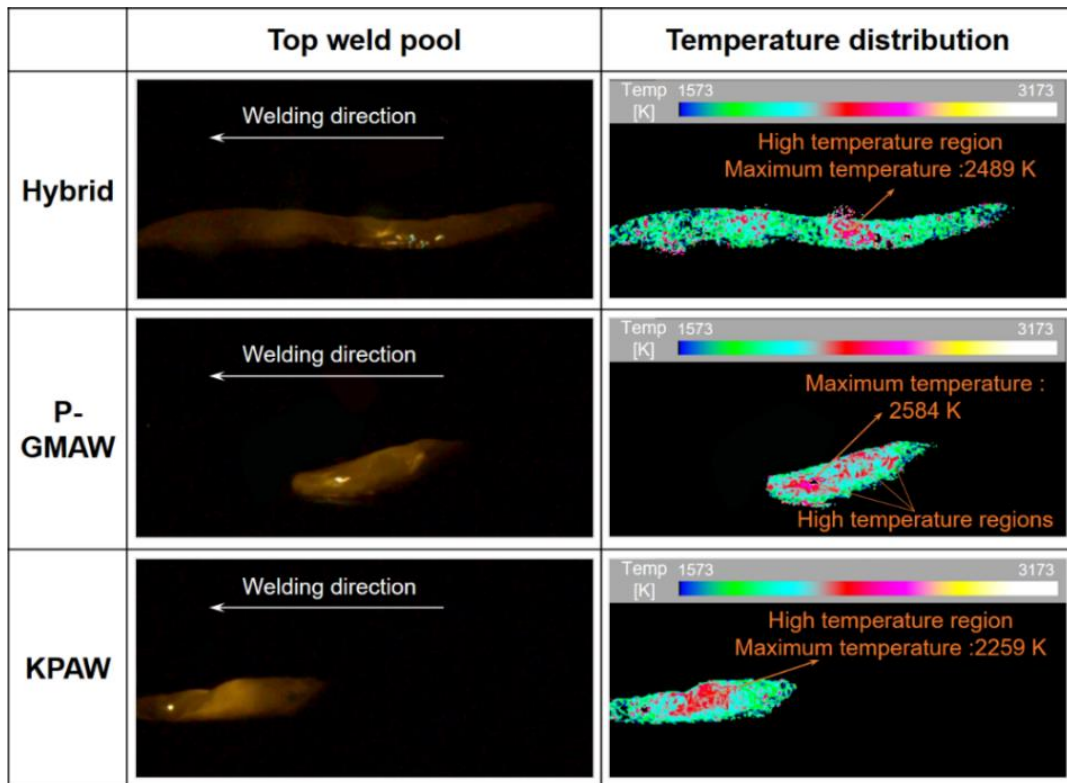 Top weld pool
Temperature distribution
Hybrid
Welding direction
Temp 1573 3173
[K]
High temperature region
Maximum temperature :2489 K
P-
GMAW
Welding direction
Temp 1573 3173
[K]
Maximum temperature :
2584 K
High temperature regions
KPAW
Welding direction
Temp 1573 3173
[K]
High temperature region
Maximum temperature :2259 K